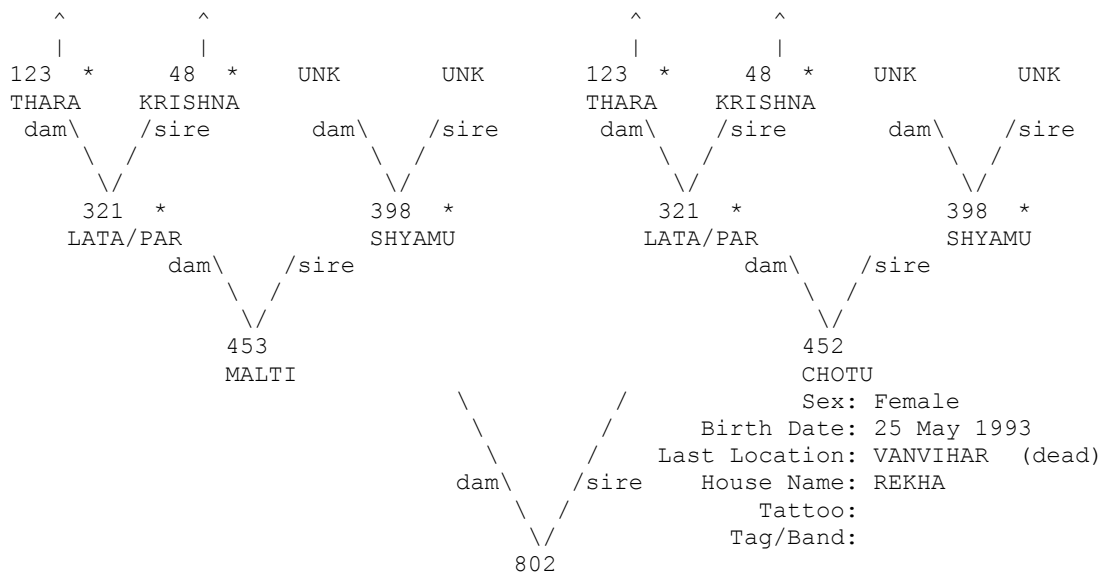 ^             ^                                        ^             ^
    |             |                                        |             |
123  *     48  *     UNK          UNK         123  *     48  *     UNK          UNK
THARA     KRISHNA                             THARA     KRISHNA
 dam\     /sire         dam\     /sire         dam\     /sire         dam\     /sire
     \   /                  \   /                  \   /                  \   /
      \/                     \/                     \/                     \/
     321  *                 398  *                 321  *                 398  *
    LATA/PAR               SHYAMU                 LATA/PAR               SHYAMU
            dam\     /sire                                dam\     /sire
                \   /                                         \   /
                 \/                                            \/
                453                                           452
                MALTI                                         CHOTU
                                  \            /            Sex: Female
                                   \          /      Birth Date: 25 May 1993
                                    \        /    Last Location: VANVIHAR  (dead)
                                  dam\     /sire     House Name: REKHA
                                      \   /              Tattoo:
                                       \/              Tag/Band:
                                      802